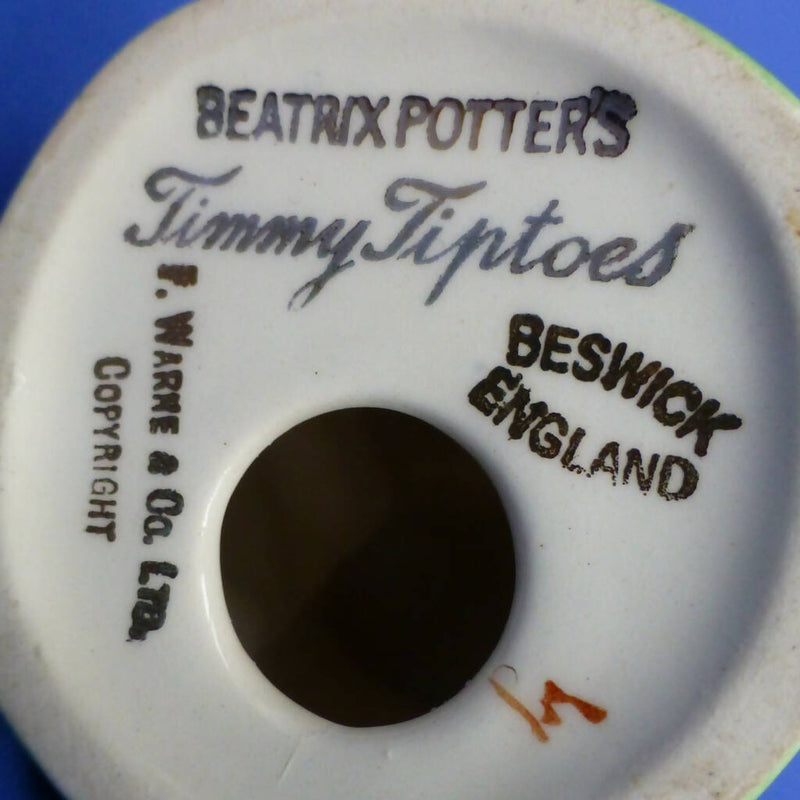 BEATRIX POTTER'S
Timmy Tiptoes
F. WARNE & CO. LTD.
COPYRIGHT
BESWICK
ENGLAND